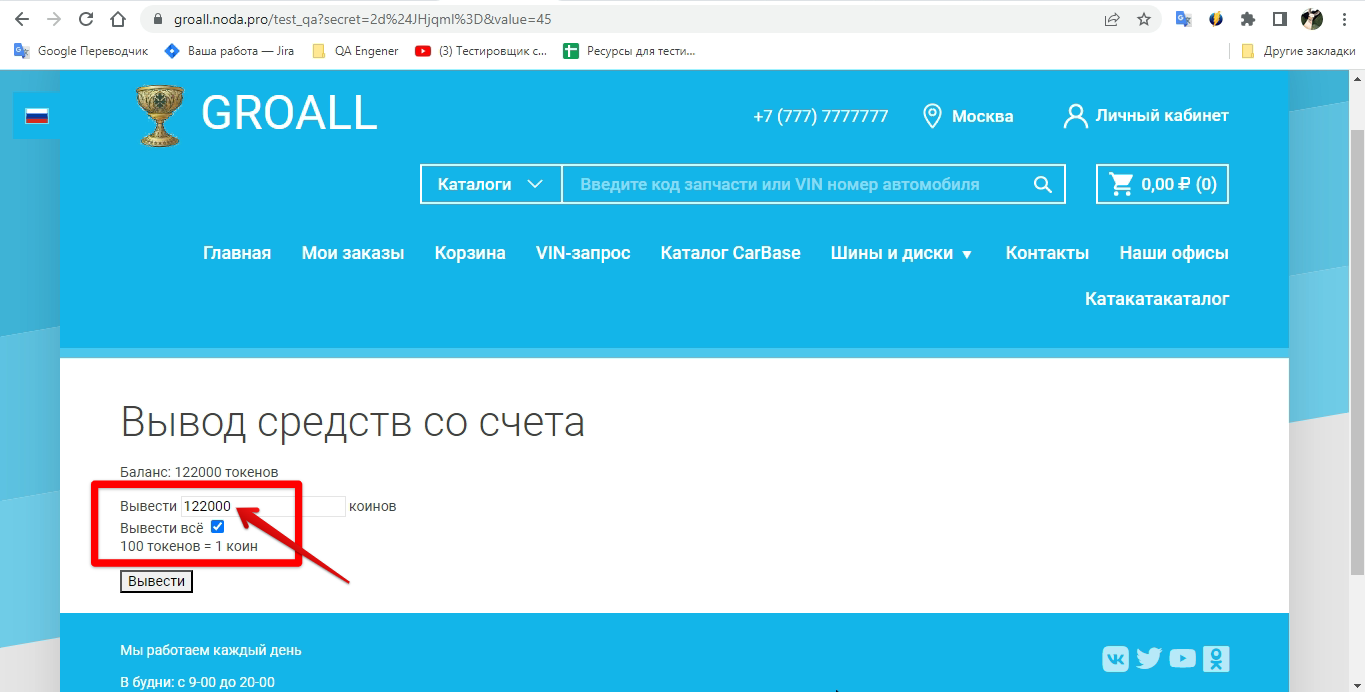 groall.noda.pro/test_qa?secret=2d%24JHjqml%3D&value=45
Google Переводчик
Ваша работа — Jira
QA Engener
(3) Тестировщик с...
Ресурсы для тести...
Другие закладки
GROALL
+7 (777) 7777777
Москва
Личный кабинет
Каталоги
Введите код запчасти или VIN номер автомобиля
0,00 ₽ (0)
Главная Мои заказы Корзина VIN-запрос Каталог CarBase Шины и диски ▼ Контакты Наши офисы
Катакатакаталог
Вывод средств со счета
Баланс: 122000 токенов
Вывести 122000 коинов
Вывести всё
100 токенов = 1 коин
Вывести
Мы работаем каждый день
В будни: с 9-00 до 20-00